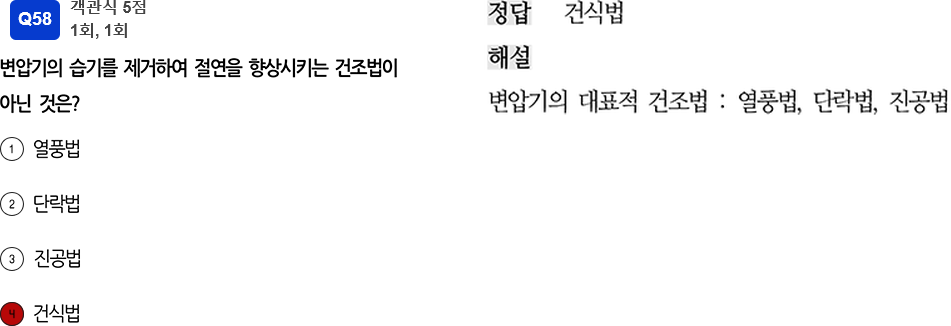 Q58
객관식 5점
1회, 1회
변압기의 습기를 제거하여 절연을 향상시키는 건조법이
아닌 것은?
① 열풍법
② 단락법
③ 진공법
④ 건식법
정답 건식법
해설
변압기의 대표적 건조법 : 열풍법, 단락법, 진공법